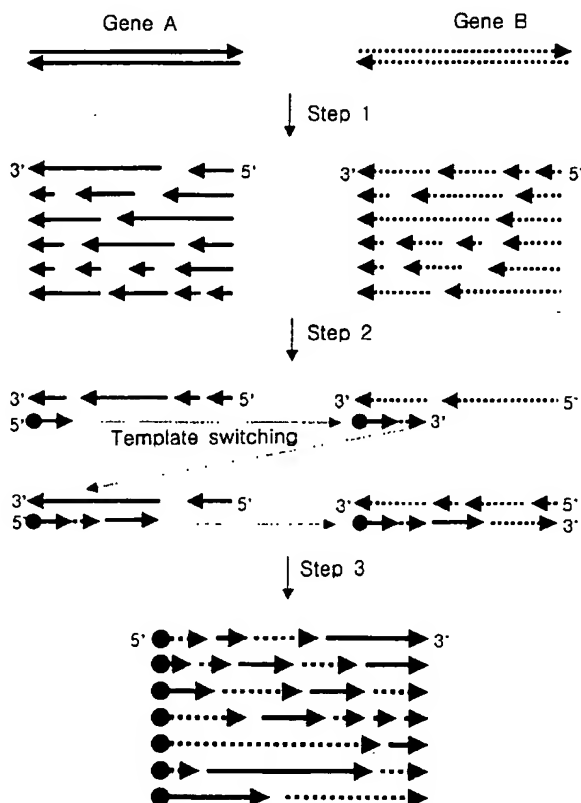 Gene A Gene B
Step 1
3' 5' 3' 5'
Step 2
3' 5' 3' 5'
5' 3'
Template switching
3' 5' 3' 5'
5' 3'
Step 3
5' 3'